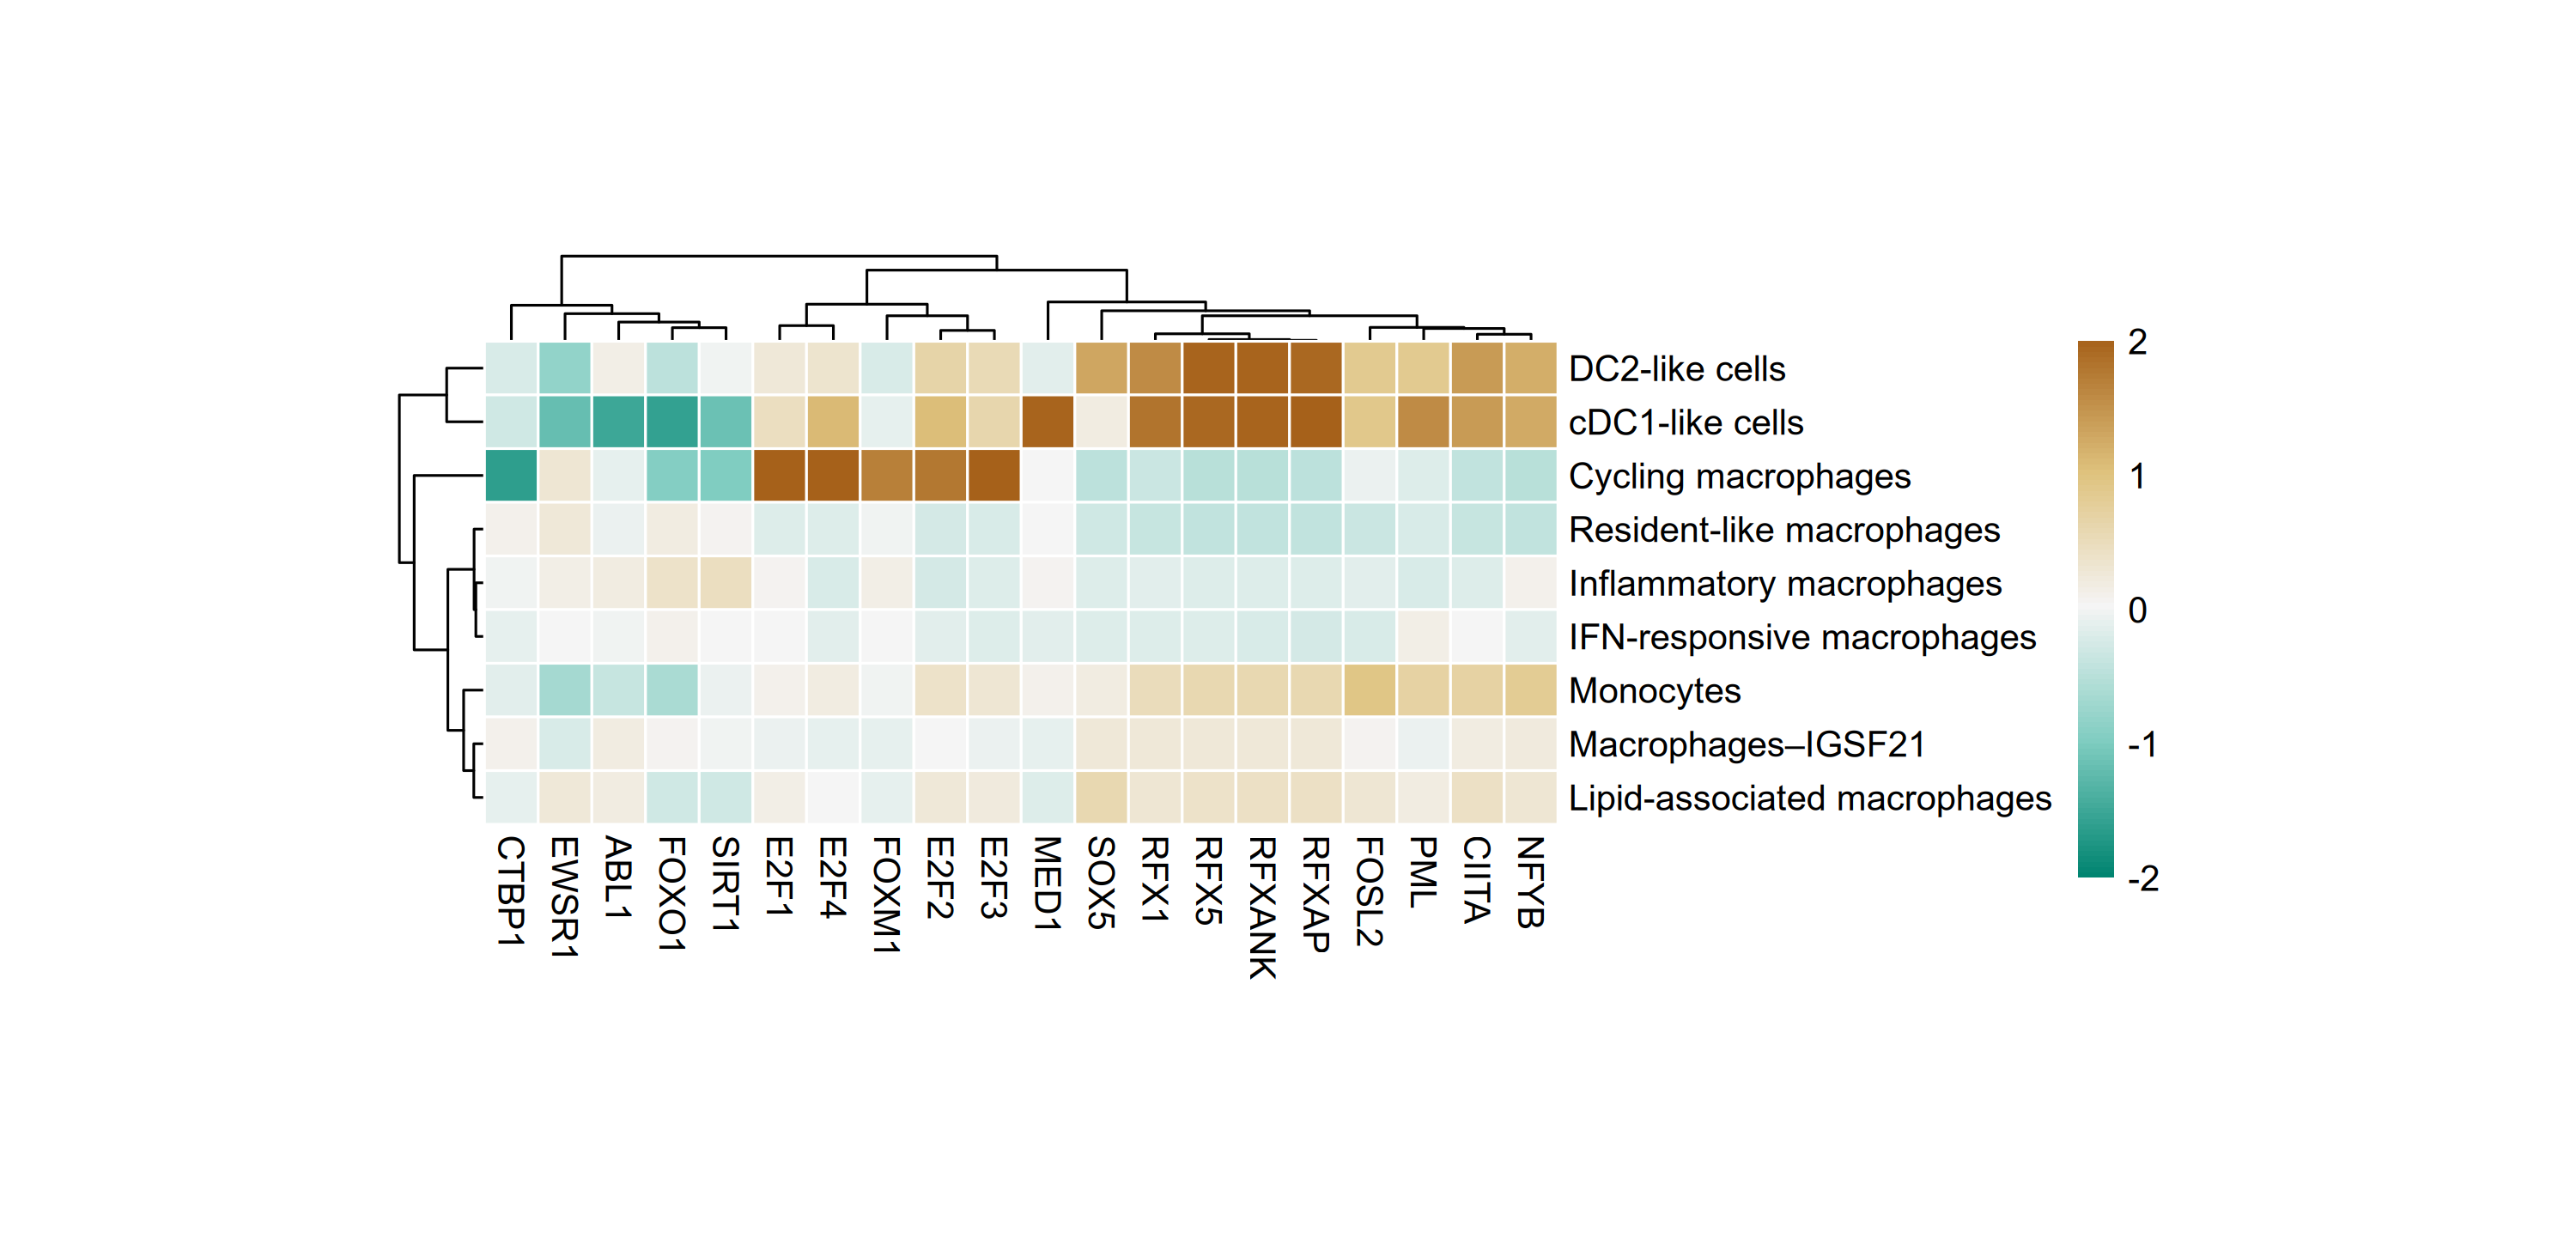 DC2-like cells
cDC1-like cells
Cycling macrophages
Resident-like macrophages
Inflammatory macrophages
IFN-responsive macrophages
Monocytes
Macrophages–IGSF21
Lipid-associated macrophages
CTBP1
EWSR1
ABL1
FOXO1
SIRT1
E2F1
E2F4
FOXM1
E2F2
E2F3
MED1
SOX5
RFX1
RFX5
RFXANK
RFXAP
FOSL2
PML
CIITA
NFYB
2
1
0
-1
-2